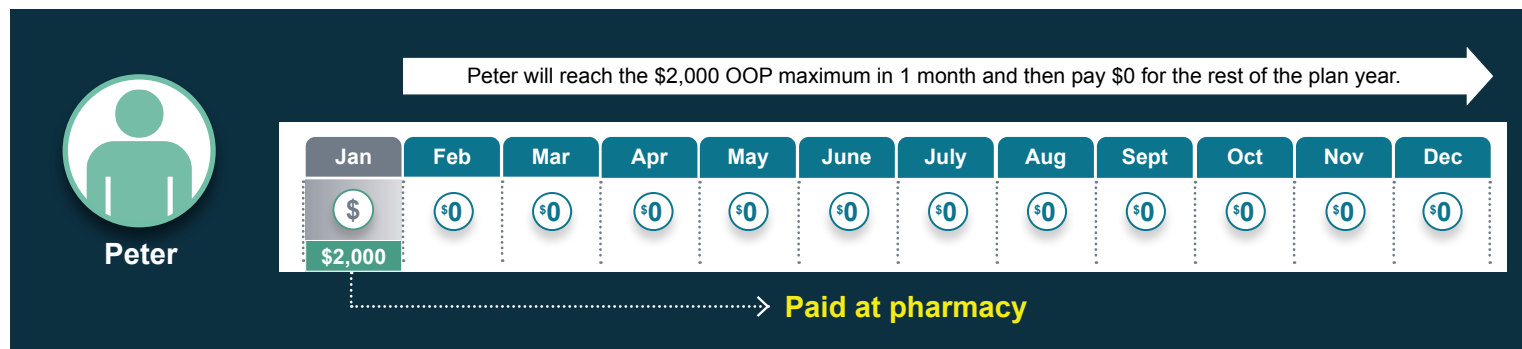 Peter will reach the $2,000 OOP maximum in 1 month and then pay $0 for the rest of the plan year.
Jan Feb Mar Apr May June July Aug Sept Oct Nov Dec
$ $0 $0 $0 $0 $0 $0 $0 $0 $0 $0 $0
Peter
$2,000
Paid at pharmacy